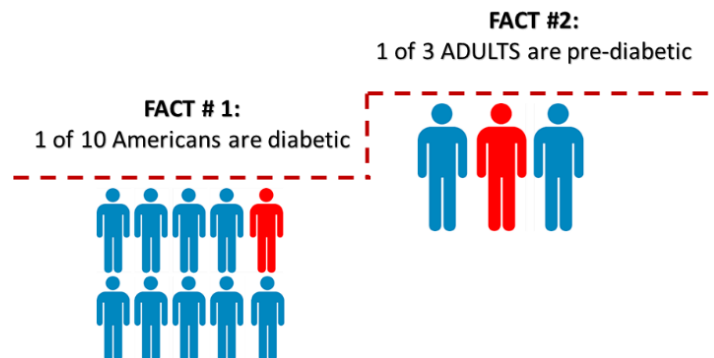 FACT #2:
1 of 3 ADULTS are pre-diabetic
FACT # 1:
1 of 10 Americans are diabetic